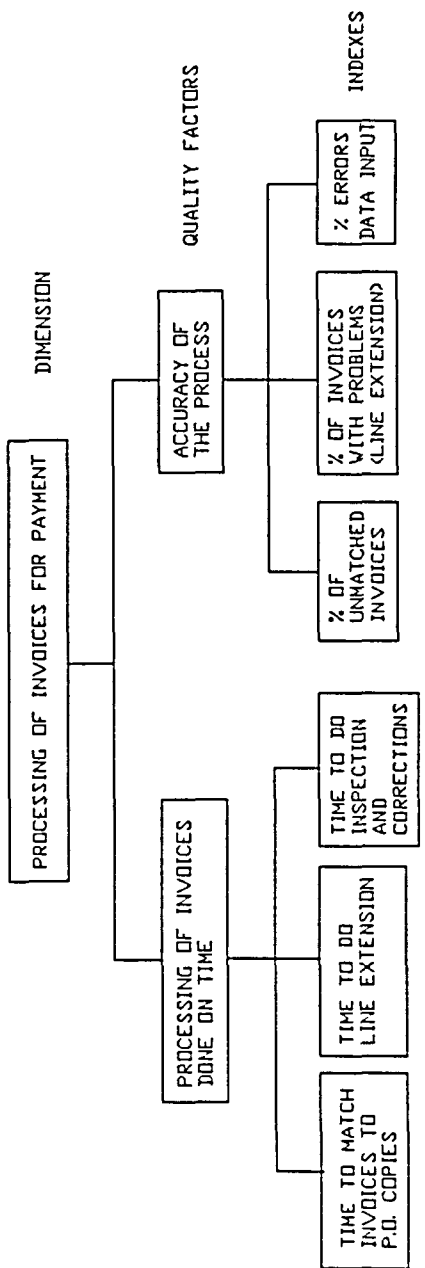 DIMENSION
PROCESSING OF INVOICES FOR PAYMENT
QUALITY FACTORS
PROCESSING OF INVOICES
DONE ON TIME
ACCURACY OF
THE PROCESS
INDEXES
TIME TO MATCH
INVOICES TO
P.O. COPIES
TIME TO DO
LINE EXTENSION
TIME TO DO
INSPECTION
AND
CORRECTIONS
% OF
UNMATCHED
INVOICES
% OF INVOICES
WITH PROBLEMS
<LINE EXTENSION>
% ERRORS
DATA INPUT